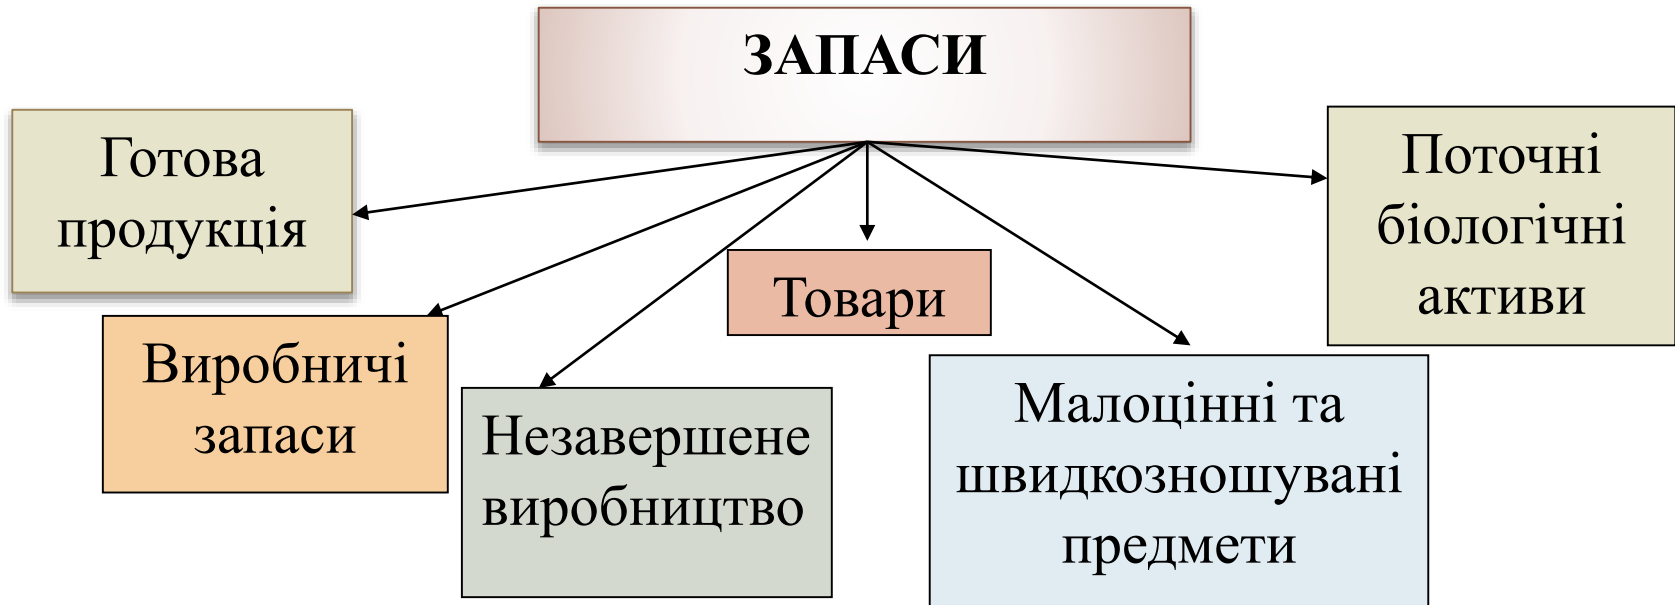 ЗАПАСИ
Готова
продукція
Виробничі
запаси
Незавершене
виробництво
Товари
Малоцінні та
швидкозношувані
предмети
Поточні
біологічні
активи